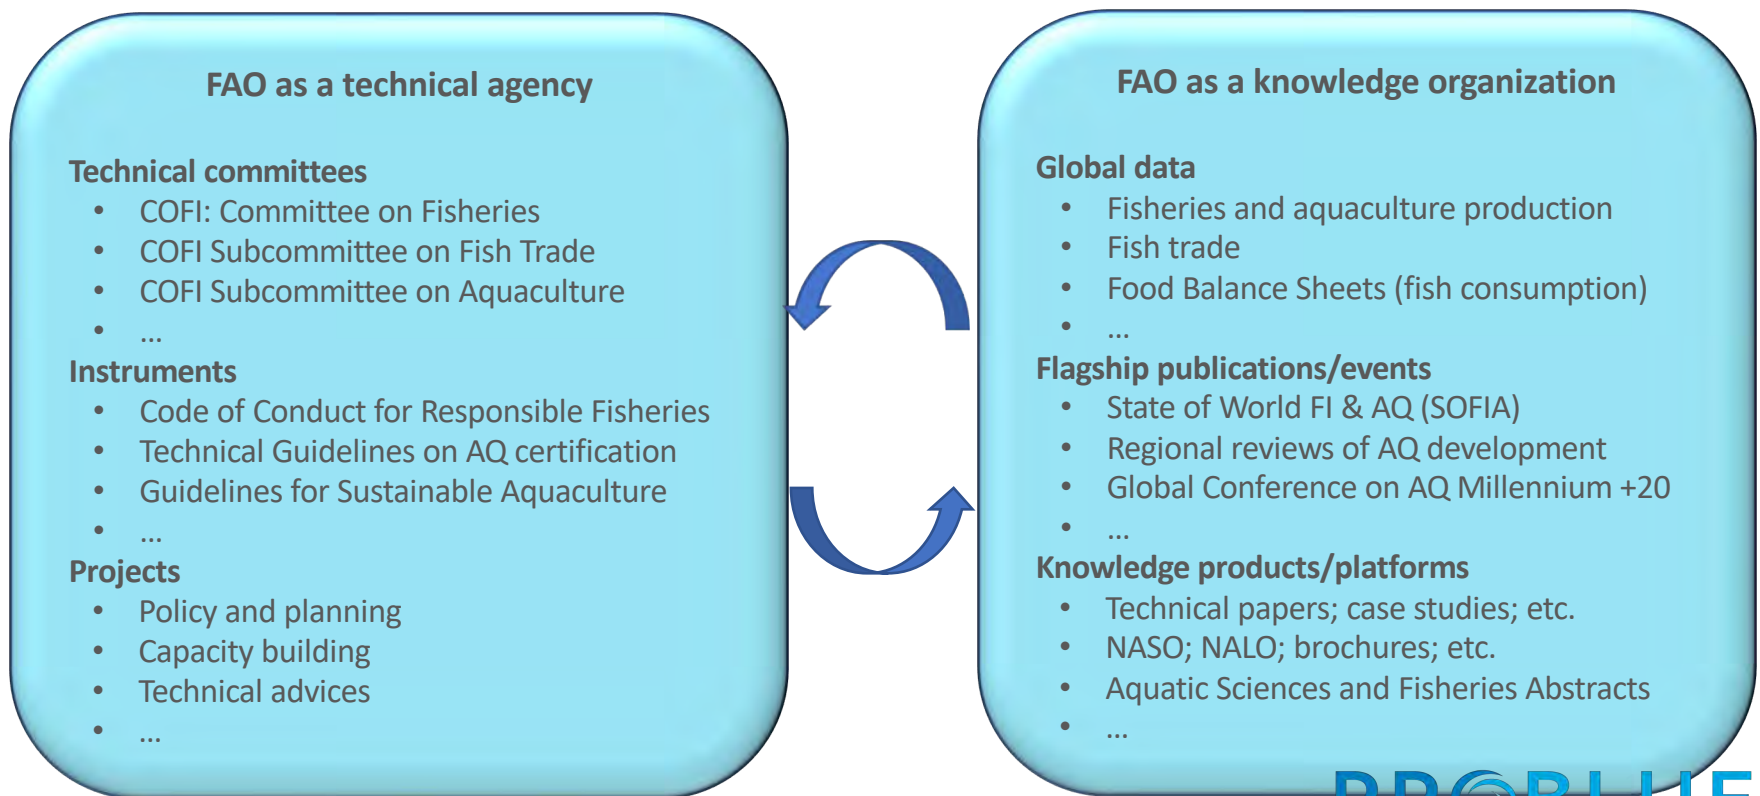 FAO as a technical agency
Technical committees
• COFI: Committee on Fisheries
• COFI Subcommittee on Fish Trade
• COFI Subcommittee on Aquaculture
• ...
Instruments
• Code of Conduct for Responsible Fisheries
• Technical Guidelines on AQ certification
• Guidelines for Sustainable Aquaculture
• ...
Projects
• Policy and planning
• Capacity building
• Technical advices
• ...
FAO as a knowledge organization
Global data
• Fisheries and aquaculture production
• Fish trade
• Food Balance Sheets (fish consumption)
• ...
Flagship publications/events
• State of World FI & AQ (SOFIA)
• Regional reviews of AQ development
• Global Conference on AQ Millennium +20
• ...
Knowledge products/platforms
• Technical papers; case studies; etc.
• NASO; NALO; brochures; etc.
• Aquatic Sciences and Fisheries Abstracts
• ...
PROBLUE